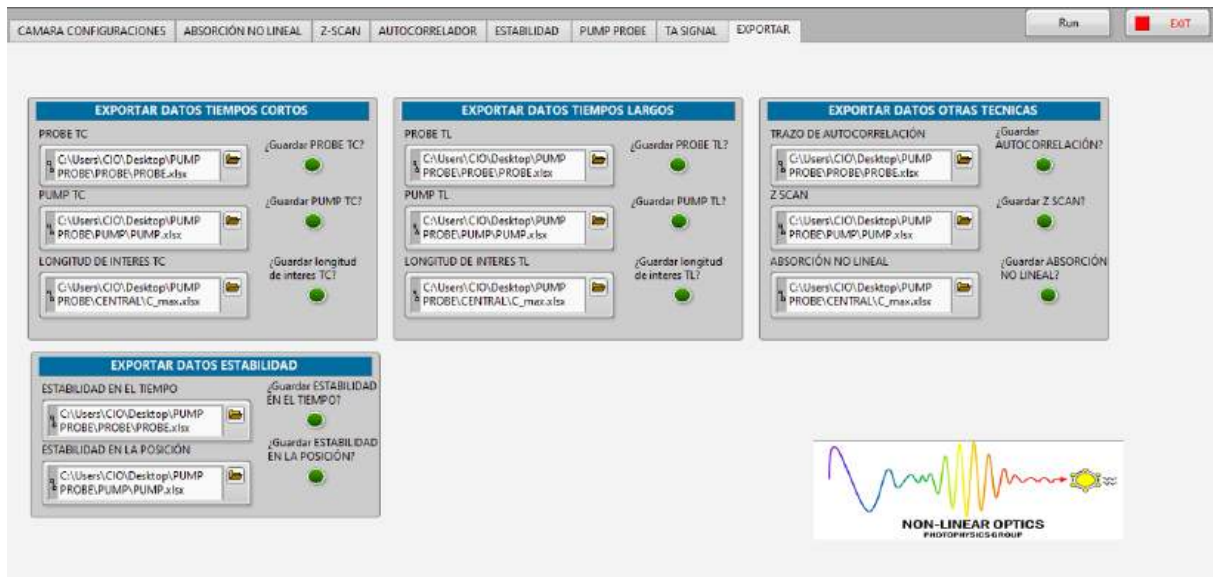 CAMARA CONFIGURACIONES ABSORCIÓN NO LINEAL Z-SCAN AUTOCORRELADOR ESTABILIDAD PUMP PROBE TA SIGNAL EXPORTAR Run EXIT
EXPORTAR DATOS TIEMPOS CORTOS
PROBE TC
¿Guardar PROBE TC?
C:\Users\CIO\Desktop\PUMP
PROBE\PROBE\PROBE.xlsx
PUMP TC
¿Guardar PUMP TC?
C:\Users\CIO\Desktop\PUMP
PROBE\PUMP\PUMP.xlsx
LONGITUD DE INTERES TC
¿Guardar longitud
de interes TC?
C:\Users\CIO\Desktop\PUMP
PROBE\CENTRAL\C_max.xlsx
EXPORTAR DATOS TIEMPOS LARGOS
PROBE TL
¿Guardar PROBE TL?
C:\Users\CIO\Desktop\PUMP
PROBE\PROBE\PROBE.xlsx
PUMP TL
¿Guardar PUMP TL?
C:\Users\CIO\Desktop\PUMP
PROBE\PUMP\PUMP.xlsx
LONGITUD DE INTERES TL
¿Guardar longitud
de interes TL?
C:\Users\CIO\Desktop\PUMP
PROBE\CENTRAL\C_max.xlsx
EXPORTAR DATOS OTRAS TECNICAS
TRAZO DE AUTOCORRELACIÓN
¿Guardar
AUTOCORRELACIÓN?
C:\Users\CIO\Desktop\PUMP
PROBE\PROBE\PROBE.xlsx
Z SCAN
¿Guardar Z SCAN?
C:\Users\CIO\Desktop\PUMP
PROBE\PUMP\PUMP.xlsx
ABSORCIÓN NO LINEAL
¿Guardar ABSORCIÓN
NO LINEAL?
C:\Users\CIO\Desktop\PUMP
PROBE\CENTRAL\C_max.xlsx
EXPORTAR DATOS ESTABILIDAD
ESTABILIDAD EN EL TIEMPO
¿Guardar ESTABILIDAD
EN EL TIEMPO?
C:\Users\CIO\Desktop\PUMP
PROBE\PROBE\PROBE.xlsx
ESTABILIDAD EN LA POSICIÓN
¿Guardar ESTABILIDAD
EN LA POSICIÓN?
C:\Users\CIO\Desktop\PUMP
PROBE\PUMP\PUMP.xlsx
NON-LINEAR OPTICS
PHOTOPHYSICS GROUP